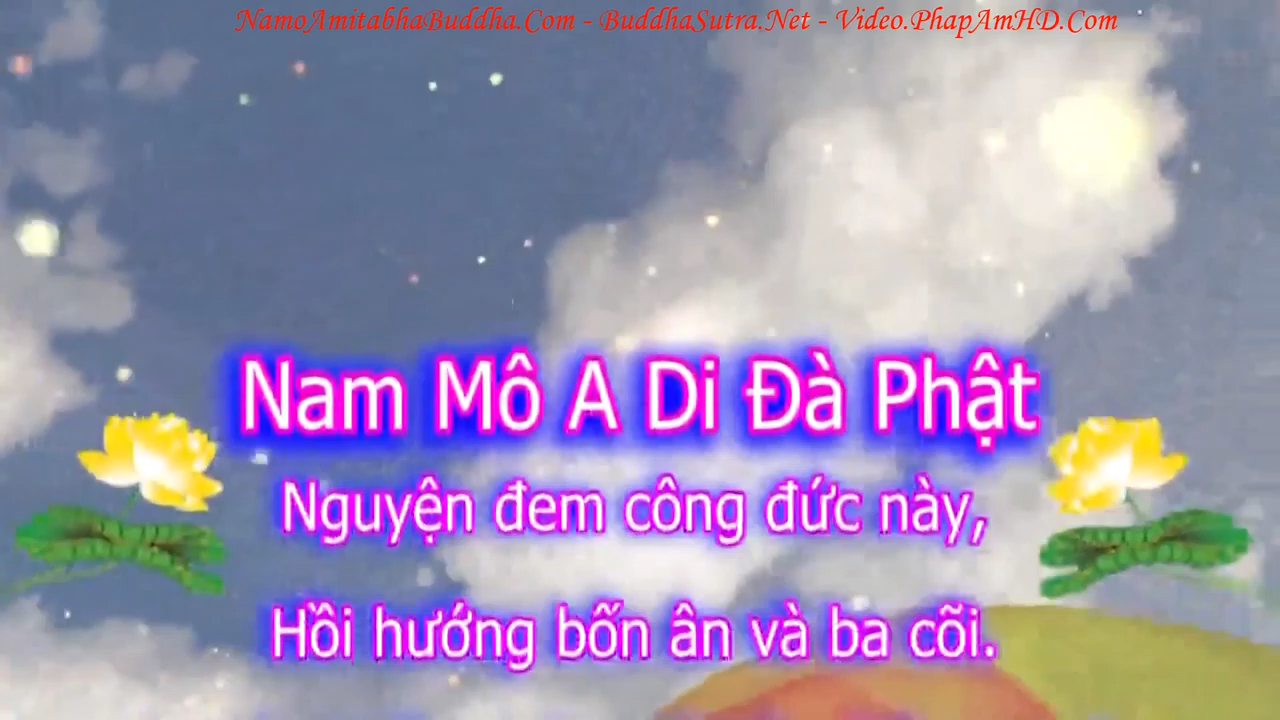 NamoAmitabhaBuddha.Com - BuddhaSutra.Net - Video.PhapAmHD.Com
Nam Mô A Di Đà Phật
Nguyện đem công đức này,
Hồi hướng bốn ân và ba cõi.